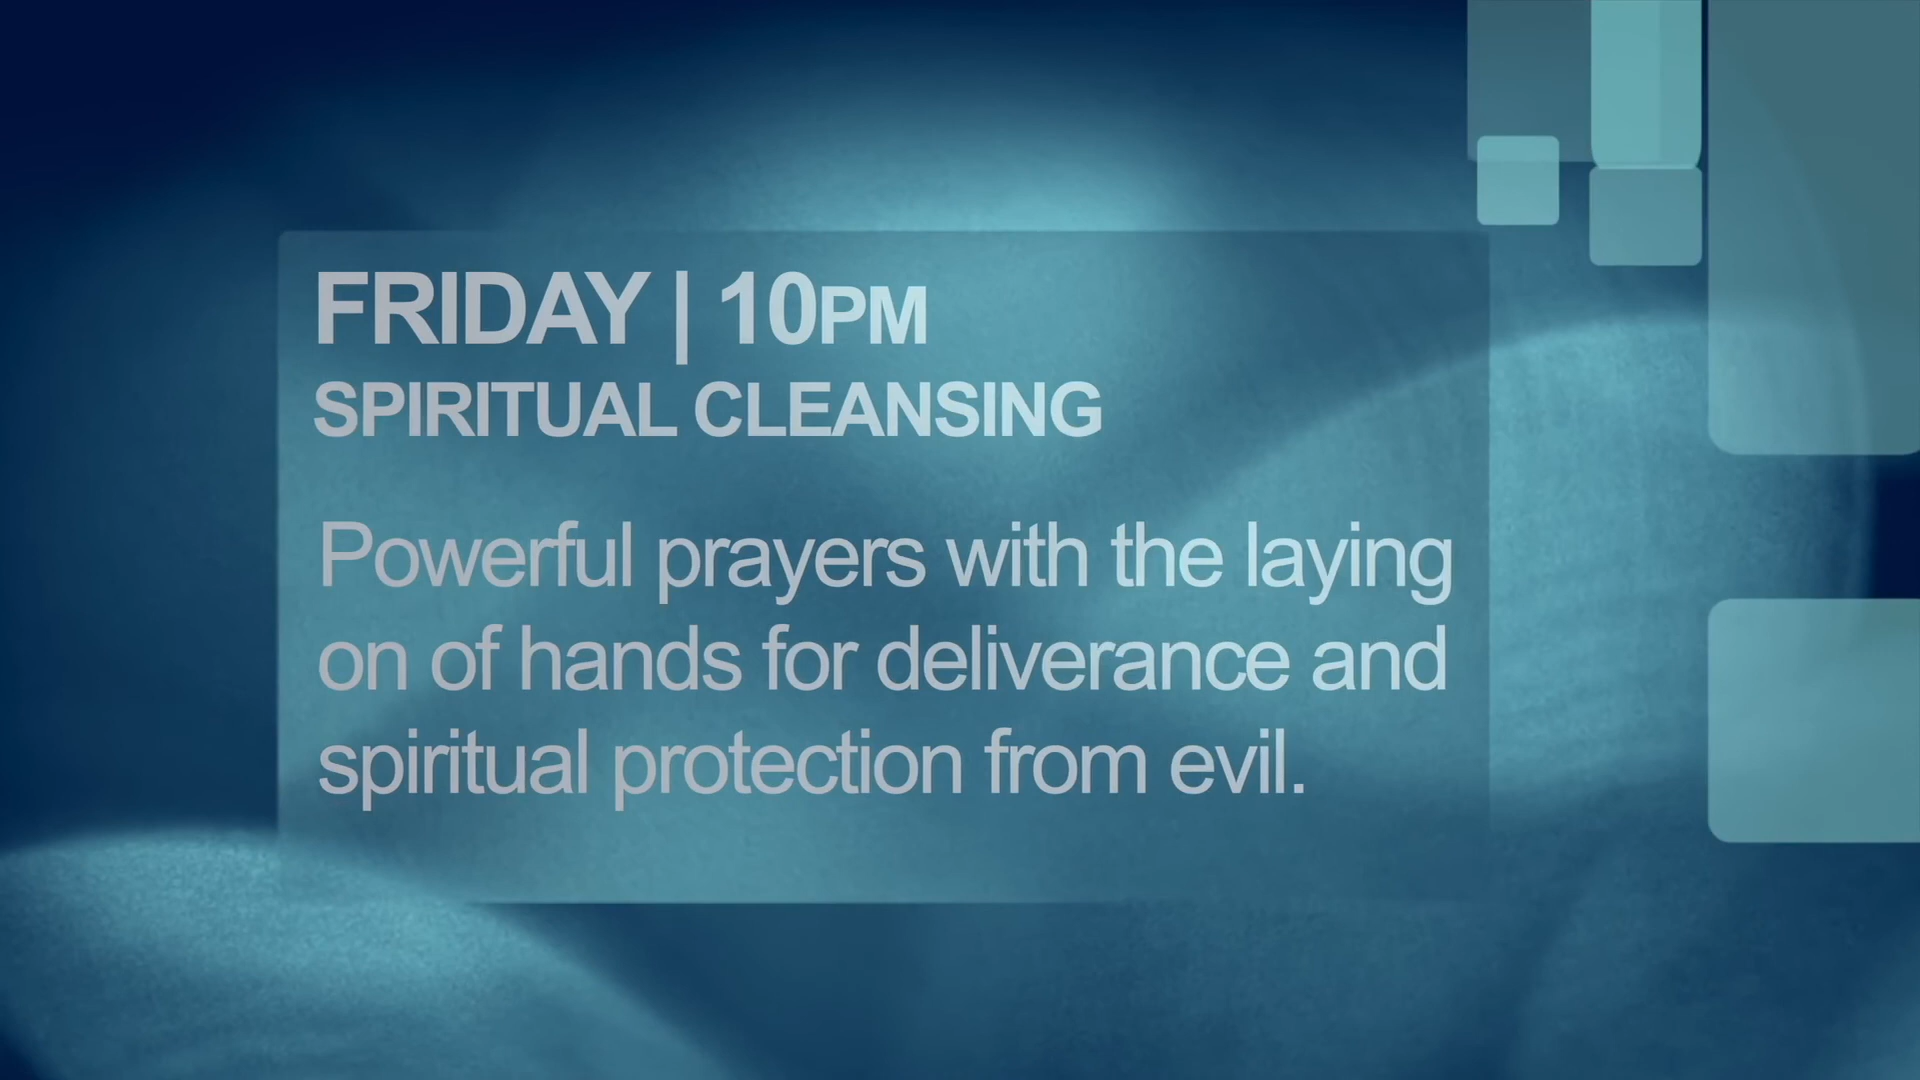 FRIDAY | 10PM
SPIRITUAL CLEANSING
Powerful prayers with the laying
on of hands for deliverance and
spiritual protection from evil.